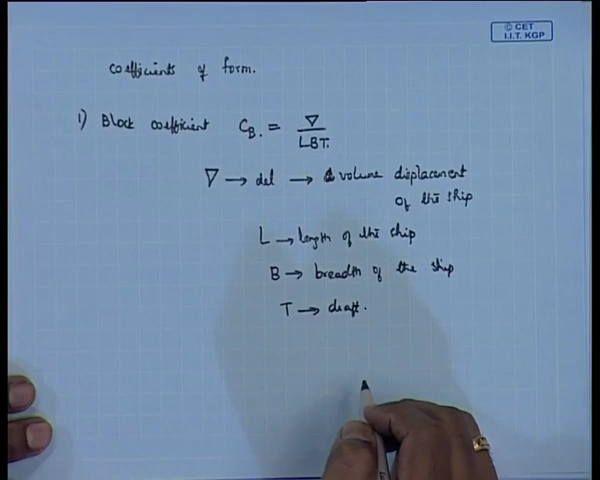 © CET
I.I.T. KGP
coefficients of form.
1) Block coefficient C_B. = ∇ / LBT.
∇ → del → volume displacement
of the ship
L → length of the ship
B → breadth of the ship
T → draft.